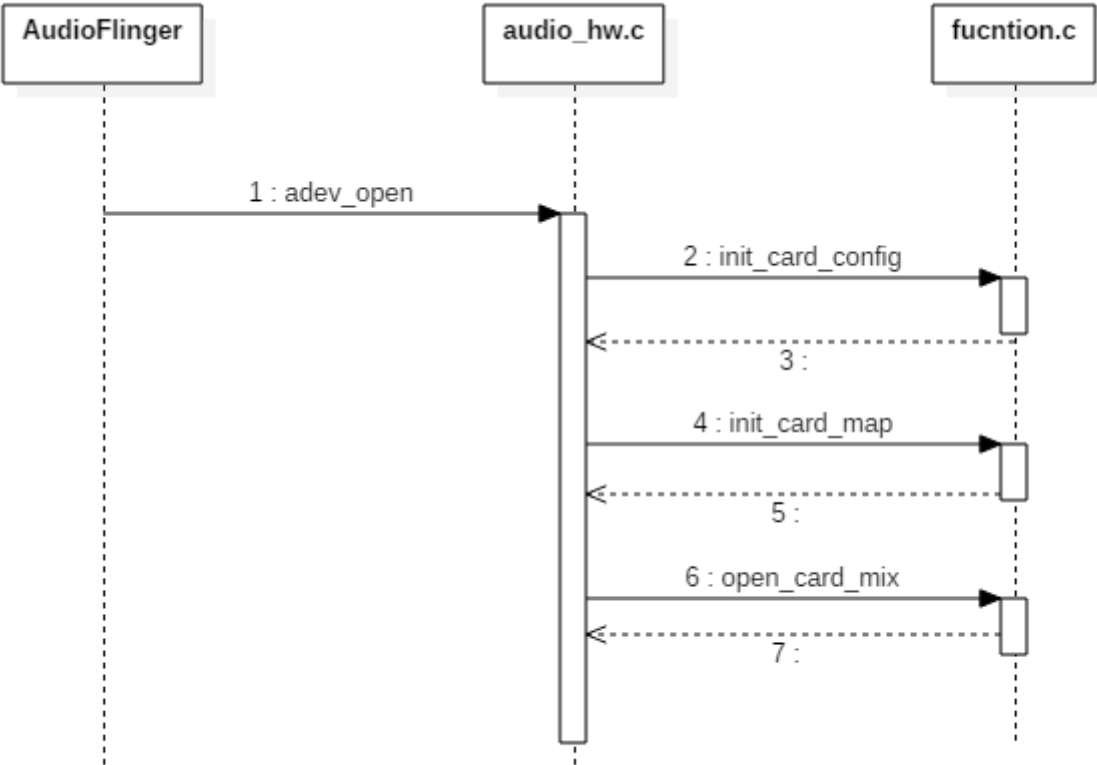 AudioFlinger
audio_hw.c
fucntion.c
1 : adev_open
2 : init_card_config
3 :
4 : init_card_map
5 :
6 : open_card_mix
7 :